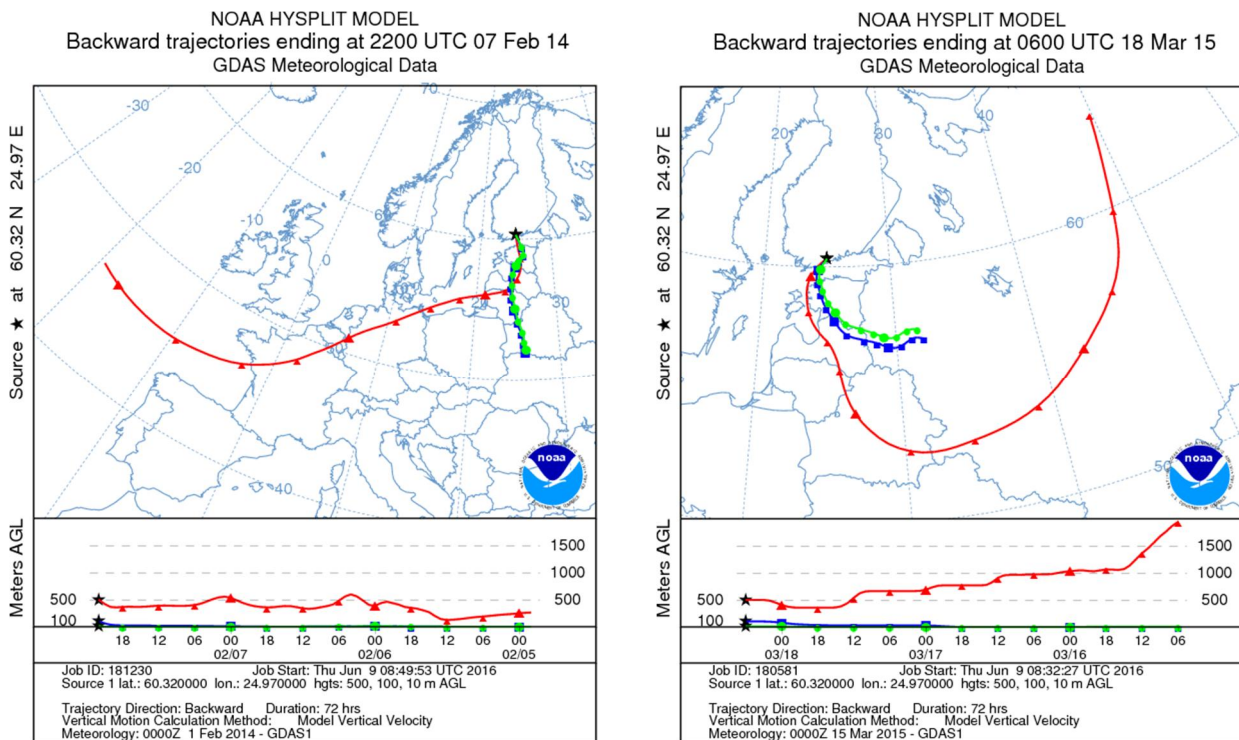 NOAA HYSPLIT MODEL
Backward trajectories ending at 2200 UTC 07 Feb 14
GDAS Meteorological Data
Source ★ at 60.32 N 24.97 E
-30
-20
-10
0
70
60
30
-40
noaa
Meters AGL
1500
1000
500
500
100
18 12 06 00 18 12 06 00 18 12 06 00
02/07 02/06 02/05
Job ID: 181230 Job Start: Thu Jun 9 08:49:53 UTC 2016
Source 1 lat.: 60.320000 lon.: 24.970000 hgts: 500, 100, 10 m AGL
Trajectory Direction: Backward Duration: 72 hrs
Vertical Motion Calculation Method: Model Vertical Velocity
Meteorology: 0000Z 1 Feb 2014 - GDAS1
NOAA HYSPLIT MODEL
Backward trajectories ending at 0600 UTC 18 Mar 15
GDAS Meteorological Data
Source ★ at 60.32 N 24.97 E
20
30
40
60
50
noaa
Meters AGL
1500
1000
500
500
100
00 18 12 06 00 18 12 06 00 18 12 06
03/18 03/17 03/16
Job ID: 180581 Job Start: Thu Jun 9 08:32:27 UTC 2016
Source 1 lat.: 60.320000 lon.: 24.970000 hgts: 500, 100, 10 m AGL
Trajectory Direction: Backward Duration: 72 hrs
Vertical Motion Calculation Method: Model Vertical Velocity
Meteorology: 0000Z 15 Mar 2015 - GDAS1